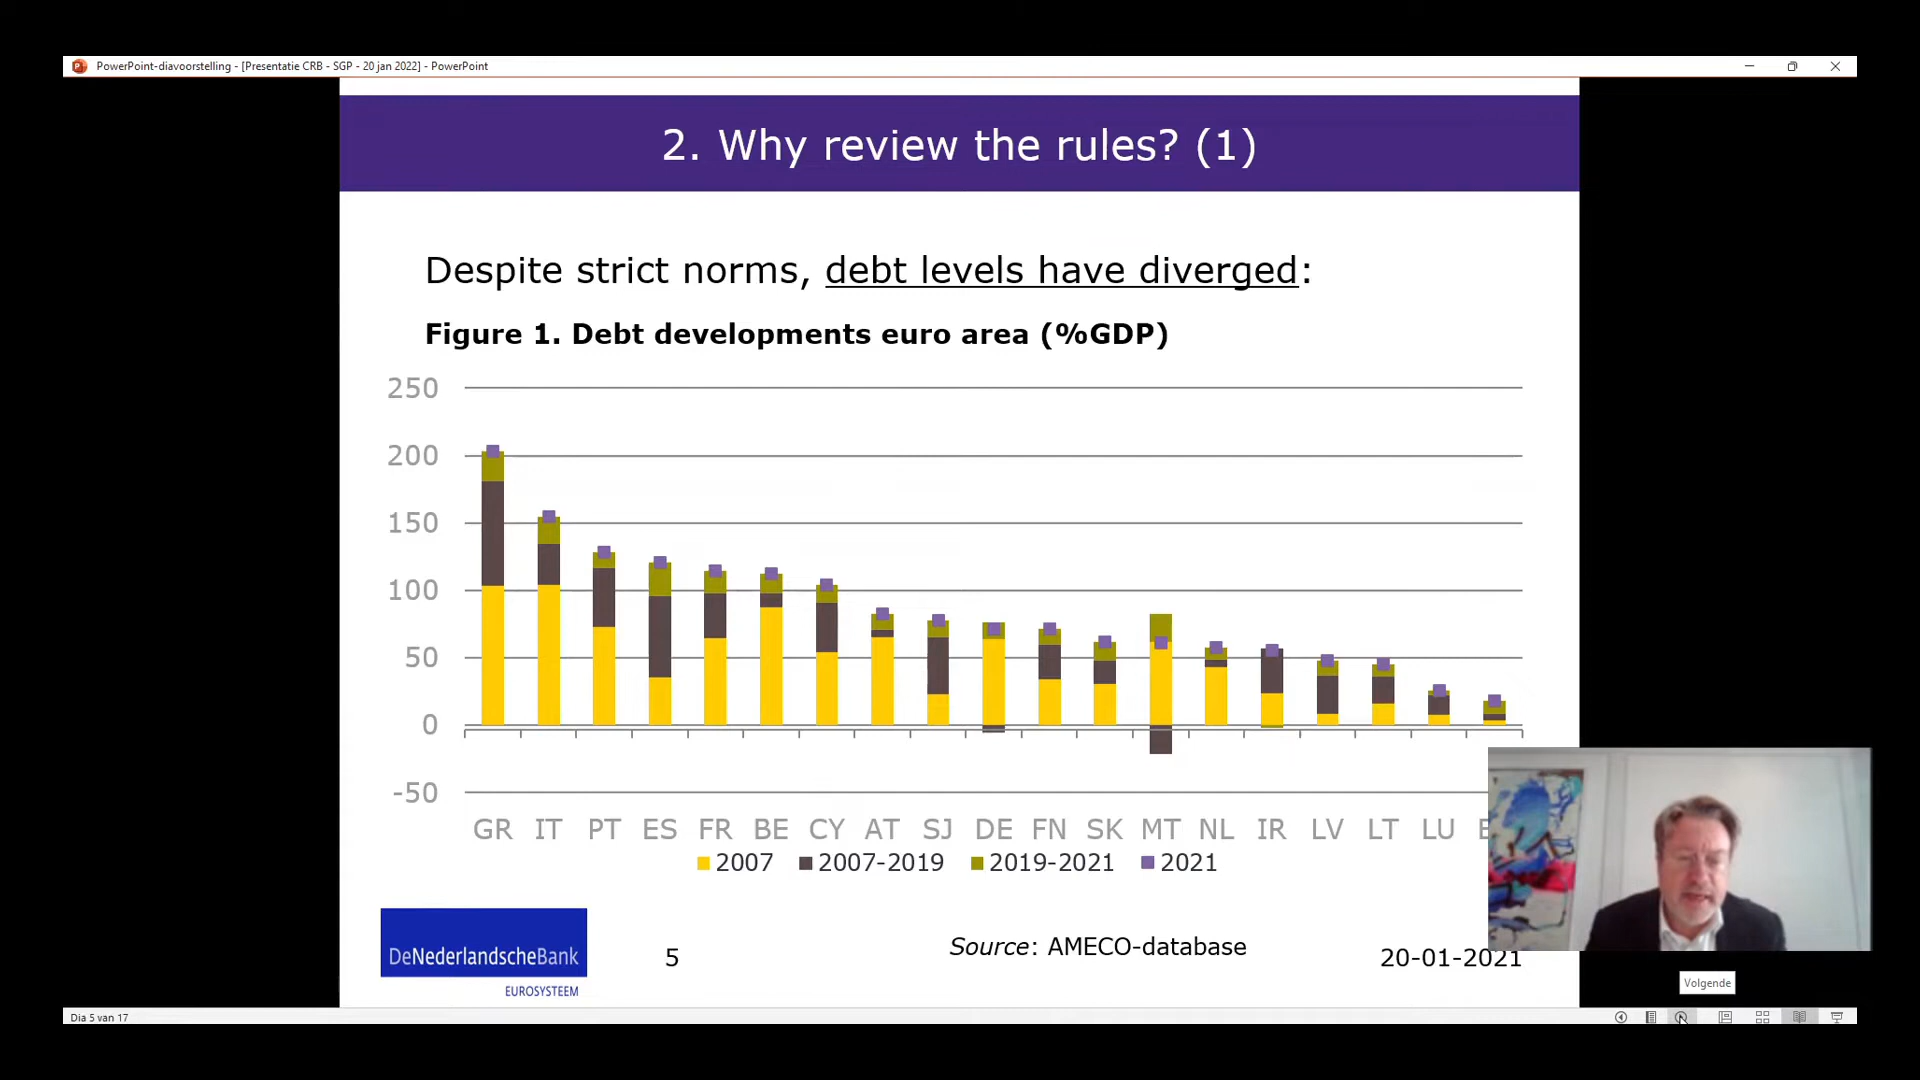 PowerPoint-diavoorstelling - [Presentatie CRB - SGP - 20 jan 2022] - PowerPoint
2. Why review the rules? (1)
Despite strict norms, debt levels have diverged:
Figure 1. Debt developments euro area (%GDP)
250
200
150
100
50
0
-50
GR IT PT ES FR BE CY AT SJ DE FN SK MT NL IR LV LT LU
2007 2007-2019 2019-2021 2021
DeNederlandscheBank
EUROSYSTEEM
5
Source: AMECO-database
20-01-2021
Volgende
Dia 5 van 17